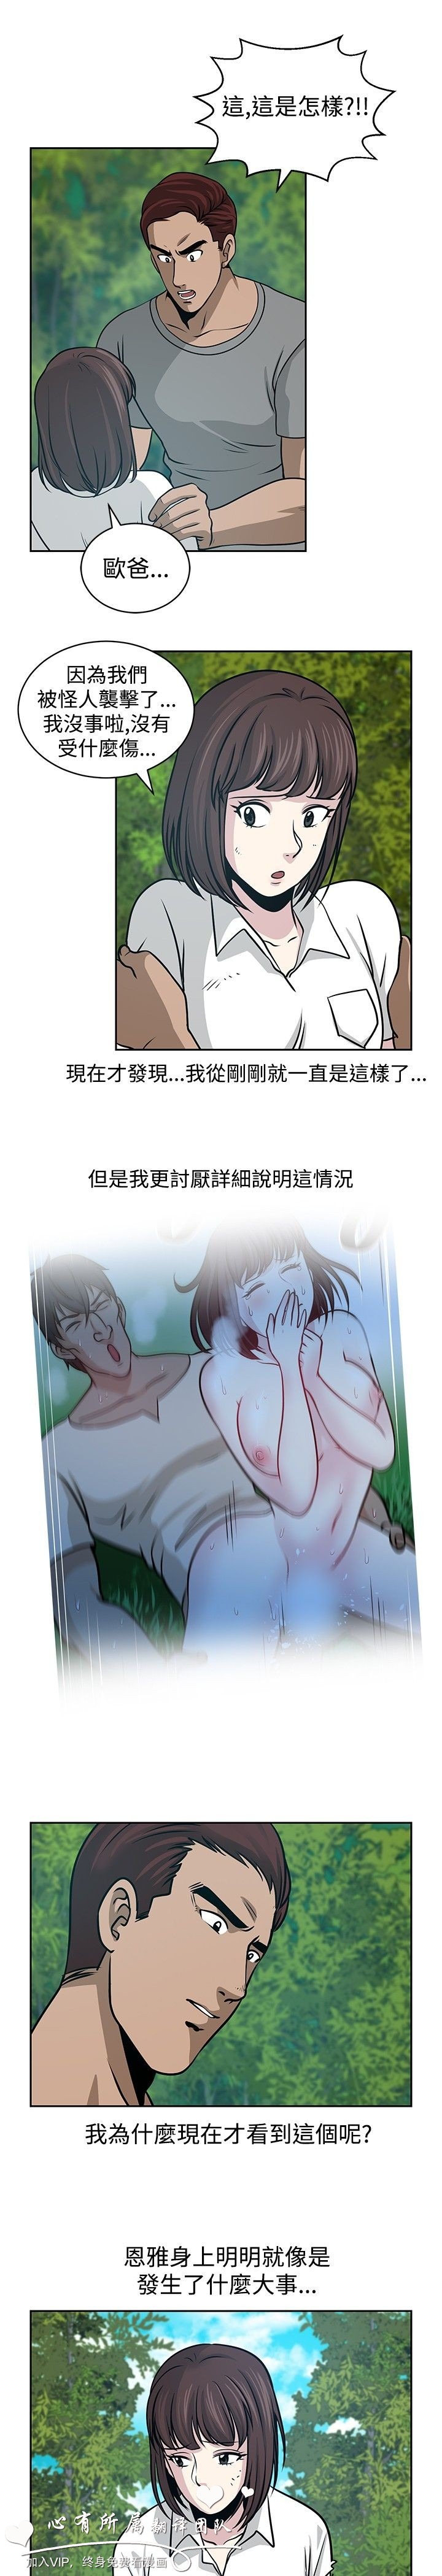 這,這是怎樣?!!
歐爸...
因為我們
被怪人襲擊了...
我沒事啦,沒有
受什麼傷...
現在才發現...我從剛剛就一直是這樣了...
但是我更討厭詳細說明這情況
我為什麼現在才看到這個呢?
恩雅身上明明就像是
發生了什麼大事...
心有所属翻译团队
加入VIP，终身免费看漫画